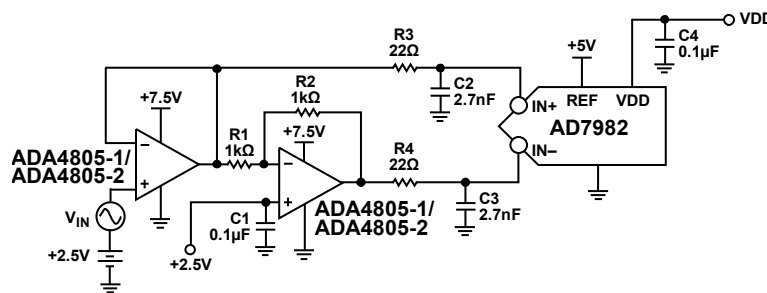 VDD
R3
22Ω
C4
0.1µF
+5V
C2
2.7nF
R2
1kΩ
+7.5V
+7.5V
IN+
REF
VDD
AD7982
IN–
R1
1kΩ
R4
22Ω
ADA4805-1/
ADA4805-2
–
+
–
+
VIN
+2.5V
C1
0.1µF
+2.5V
ADA4805-1/
ADA4805-2
C3
2.7nF